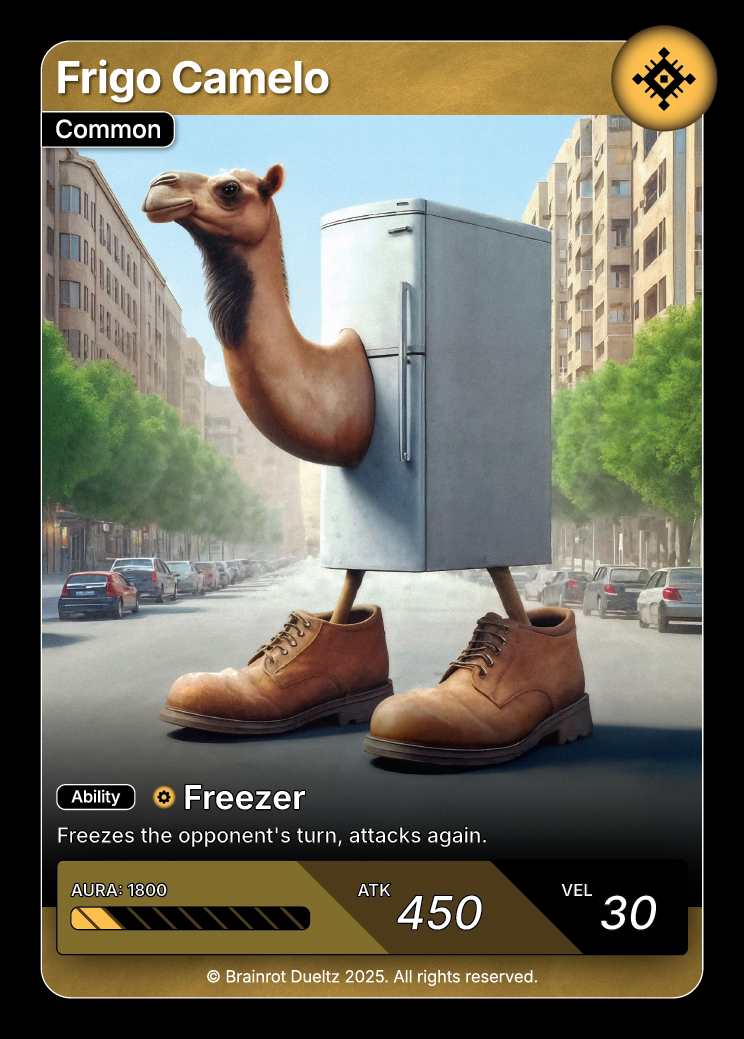 Frigo Camelo
Common
Ability
Freezer
Freezes the opponent's turn, attacks again.
AURA: 1800
ATK 450
VEL 30
© Brainrot Dueltz 2025. All rights reserved.